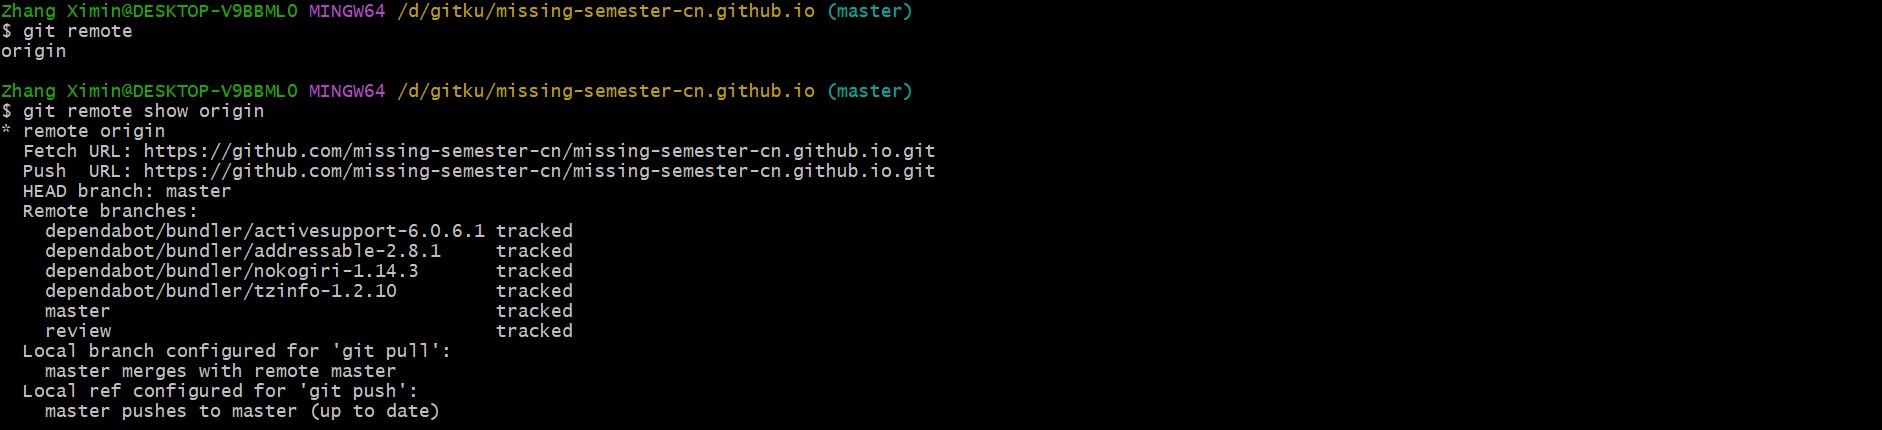 Zhang Ximin@DESKTOP-V9BBML0 MINGW64 /d/gitku/missing-semester-cn.github.io (master)
$ git remote
origin
Zhang Ximin@DESKTOP-V9BBML0 MINGW64 /d/gitku/missing-semester-cn.github.io (master)
$ git remote show origin
* remote origin
  Fetch URL: https://github.com/missing-semester-cn/missing-semester-cn.github.io.git
  Push  URL: https://github.com/missing-semester-cn/missing-semester-cn.github.io.git
  HEAD branch: master
  Remote branches:
    dependabot/bundler/activesupport-6.0.6.1 tracked
    dependabot/bundler/addressable-2.8.1     tracked
    dependabot/bundler/nokogiri-1.14.3       tracked
    dependabot/bundler/tzinfo-1.2.10         tracked
    master                                   tracked
    review                                   tracked
  Local branch configured for 'git pull':
    master merges with remote master
  Local ref configured for 'git push':
    master pushes to master (up to date)